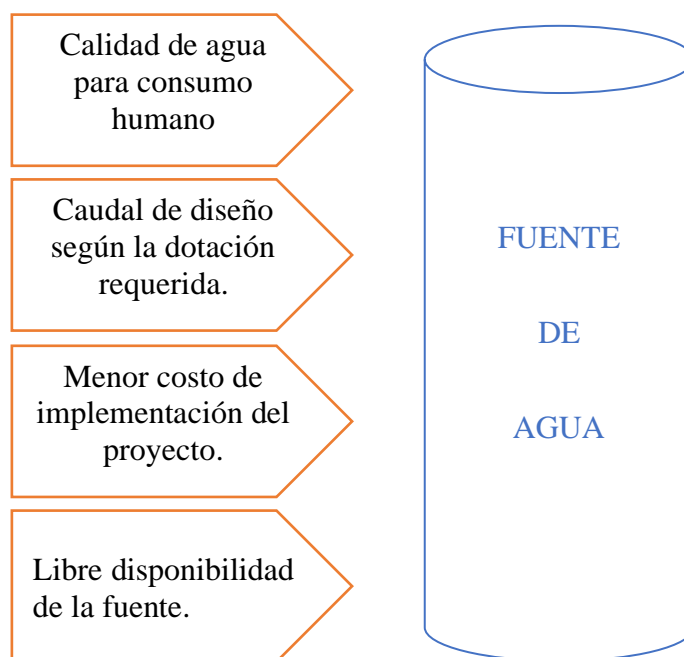 Calidad de agua
para consumo
humano
Caudal de diseño
según la dotación
requerida.
Menor costo de
implementación del
proyecto.
Libre disponibilidad
de la fuente.
FUENTE
DE
AGUA